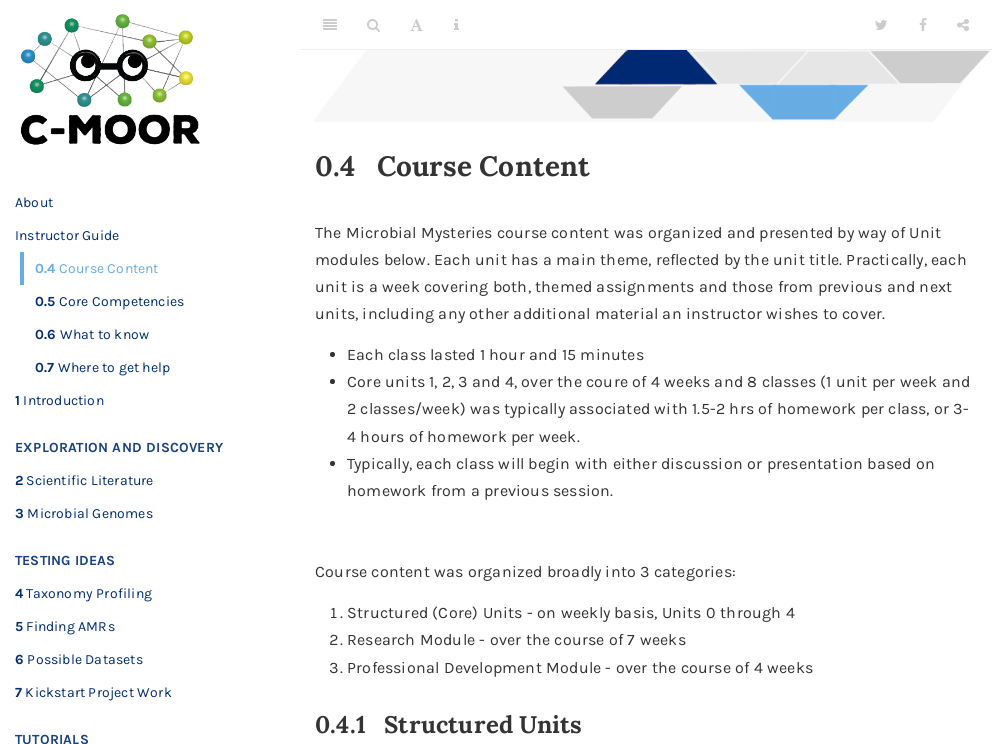 C-MOOR
About
Instructor Guide
0.4 Course Content
0.5 Core Competencies
0.6 What to know
0.7 Where to get help
1 Introduction
EXPLORATION AND DISCOVERY
2 Scientific Literature
3 Microbial Genomes
TESTING IDEAS
4 Taxonomy Profiling
5 Finding AMRs
6 Possible Datasets
7 Kickstart Project Work
TUTORIALS
0.4 Course Content
The Microbial Mysteries course content was organized and presented by way of Unit
modules below. Each unit has a main theme, reflected by the unit title. Practically, each
unit is a week covering both, themed assignments and those from previous and next
units, including any other additional material an instructor wishes to cover.
• Each class lasted 1 hour and 15 minutes
• Core units 1, 2, 3 and 4, over the coure of 4 weeks and 8 classes (1 unit per week and
2 classes/week) was typically associated with 1.5-2 hrs of homework per class, or 3-
4 hours of homework per week.
• Typically, each class will begin with either discussion or presentation based on
homework from a previous session.
Course content was organized broadly into 3 categories:
1. Structured (Core) Units - on weekly basis, Units 0 through 4
2. Research Module - over the course of 7 weeks
3. Professional Development Module - over the course of 4 weeks
0.4.1 Structured Units